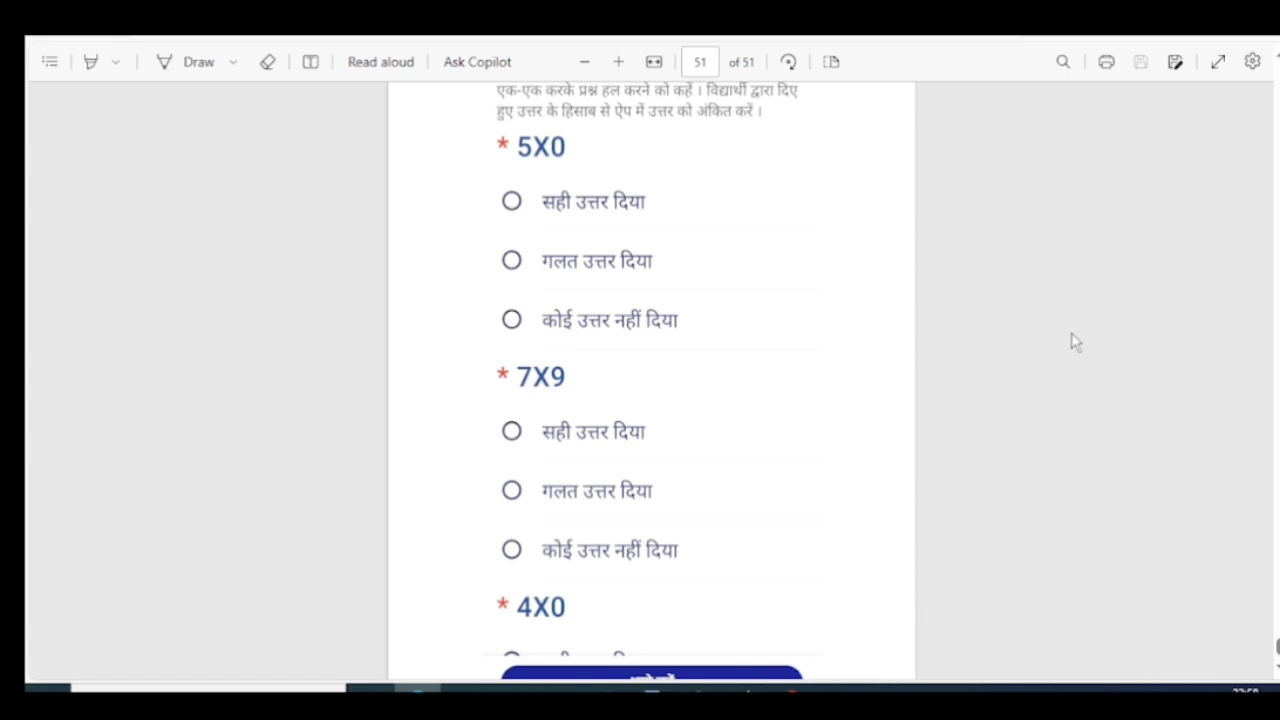 Draw
Read aloud
Ask Copilot
51 of 51
एक-एक करके प्रश्न हल करने को कहें । विद्यार्थी द्वारा दिए
हुए उत्तर के हिसाब से ऐप में उत्तर को अंकित करें ।
* 5X0
सही उत्तर दिया
गलत उत्तर दिया
कोई उत्तर नहीं दिया
* 7X9
सही उत्तर दिया
गलत उत्तर दिया
कोई उत्तर नहीं दिया
* 4X0